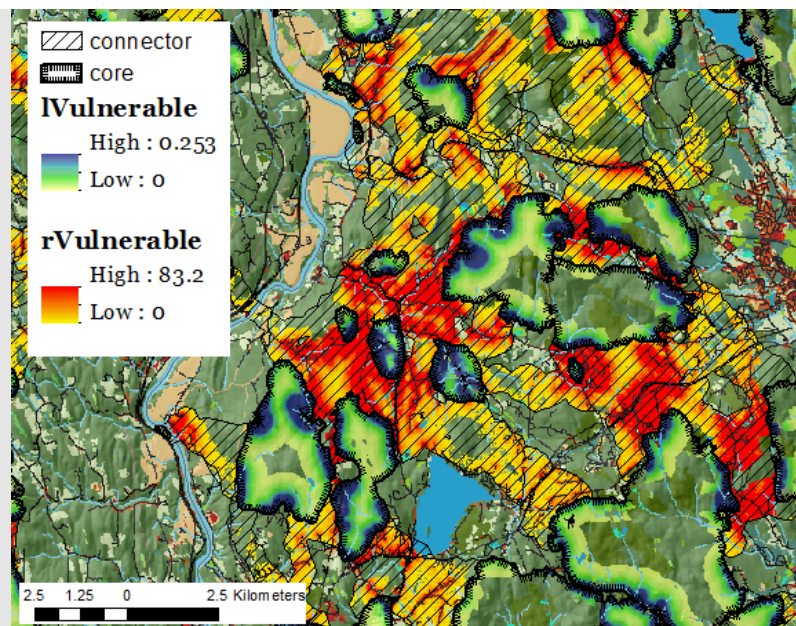 connector
core
lVulnerable
High : 0.253
Low : 0
rVulnerable
High : 83.2
Low : 0
2.5 1.25 0 2.5 Kilometers